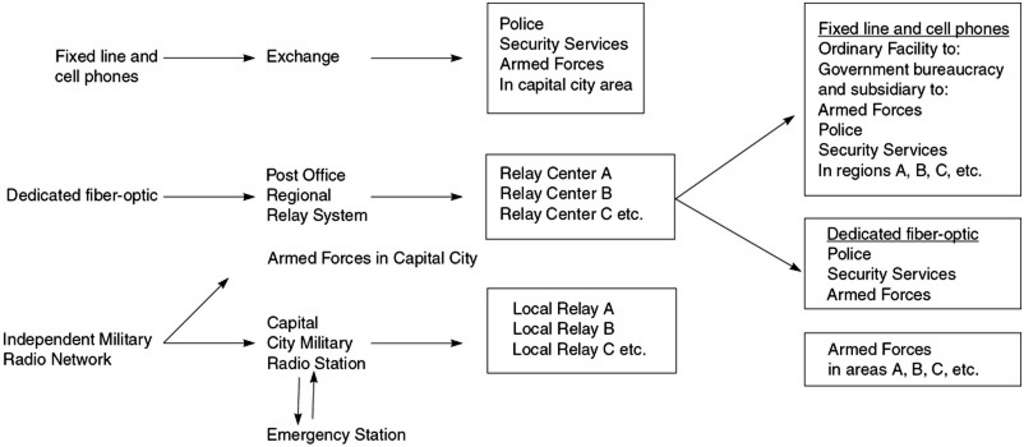 Fixed line and
cell phones
Exchange
Police
Security Services
Armed Forces
In capital city area
Fixed line and cell phones
Ordinary Facility to:
Government bureaucracy
and subsidiary to:
Armed Forces
Police
Security Services
In regions A, B, C, etc.
Dedicated fiber-optic
Post Office
Regional
Relay System
Relay Center A
Relay Center B
Relay Center C etc.
Dedicated fiber-optic
Police
Security Services
Armed Forces
Armed Forces in Capital City
Independent Military
Radio Network
Capital
City Military
Radio Station
Local Relay A
Local Relay B
Local Relay C etc.
Armed Forces
in areas A, B, C, etc.
Emergency Station